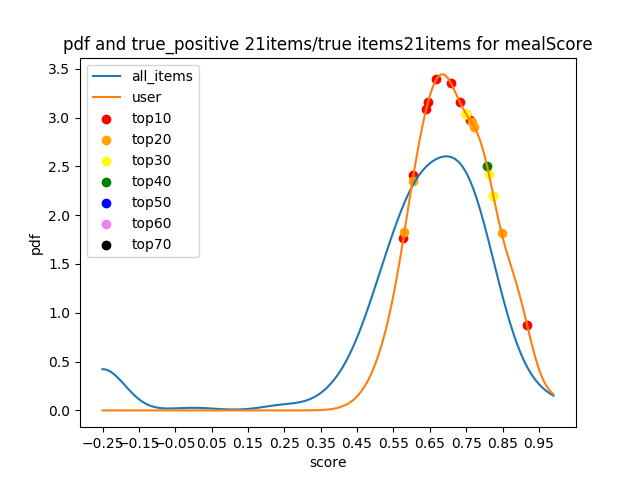 pdf and true_positive 21items/true items21items for mealScore
3.5
3.0
2.5
2.0
1.5
1.0
0.5
0.0
pdf
all_items
user
top10
top20
top30
top40
top50
top60
top70
−0.25 −0.15 −0.05 0.05 0.15 0.25 0.35 0.45 0.55 0.65 0.75 0.85 0.95
score